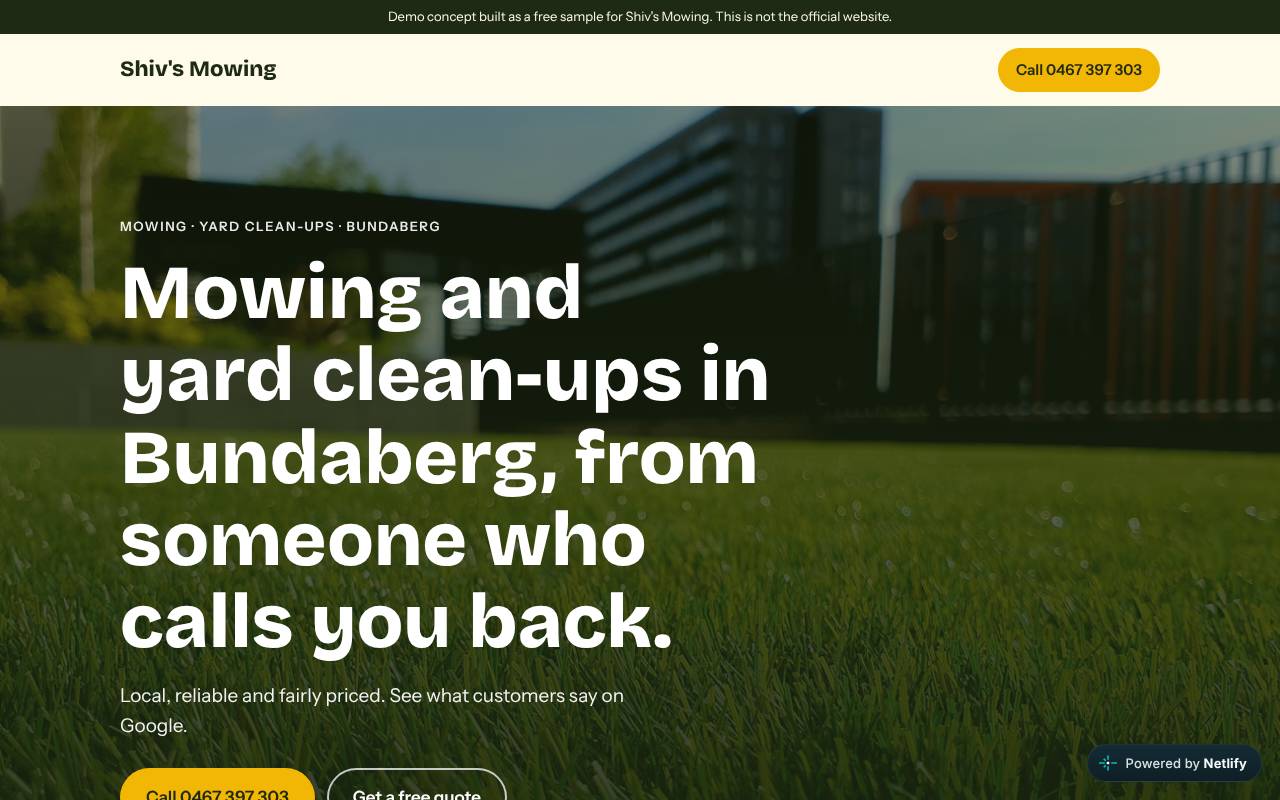 Demo concept built as a free sample for Shiv's Mowing. This is not the official website.
Shiv's Mowing
Call 0467 397 303
MOWING · YARD CLEAN-UPS · BUNDABERG
Mowing and
yard clean-ups in
Bundaberg, from
someone who
calls you back.
Local, reliable and fairly priced. See what customers say on
Google.
Call 0467 397 303
Get a free quote
Powered by Netlify